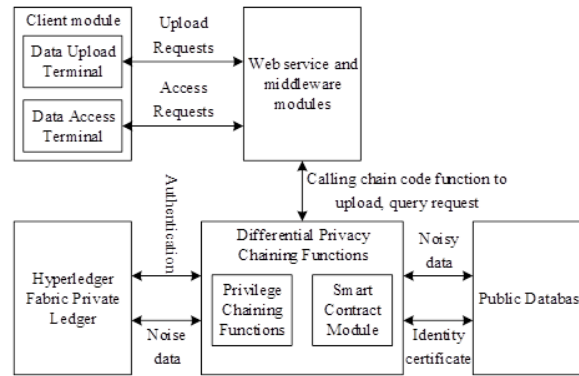 Client module
Data Upload
Terminal
Data Access
Terminal
Upload
Requests
Access
Requests
Web service and
middleware
modules
Calling chain code function to
upload, query request
Authentication
Hyperledger
Fabric Private
Ledger
Noise
data
Differential Privacy
Chaining Functions
Privilege
Chaining
Functions
Smart
Contract
Module
Noisy
data
Identity
certificate
Public Databas